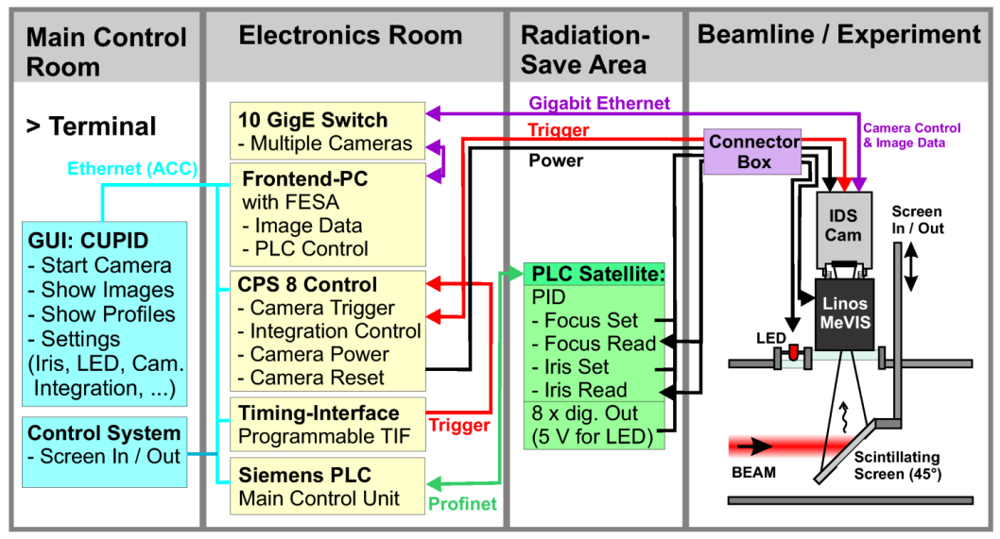 Main Control
Room
Electronics Room
Radiation-
Save Area
Beamline / Experiment
> Terminal
Ethernet (ACC)
GUI: CUPID
- Start Camera
- Show Images
- Show Profiles
- Settings
(Iris, LED, Cam.
Integration, ...)
Control System
- Screen In / Out
10 GigE Switch
- Multiple Cameras
Frontend-PC
with FESA
- Image Data
- PLC Control
CPS 8 Control
- Camera Trigger
- Integration Control
- Camera Power
- Camera Reset
Timing-Interface
Programmable TIF
Siemens PLC
Main Control Unit
Trigger
Profinet
Gigabit Ethernet
Trigger
Power
PLC Satellite:
PID
- Focus Set
- Focus Read
- Iris Set
- Iris Read
8 x dig. Out
(5 V for LED)
Connector
Box
Camera Control
& Image Data
IDS
Cam
Screen
In / Out
Linos
MeVIS
LED
BEAM
Scintillating
Screen (45°)